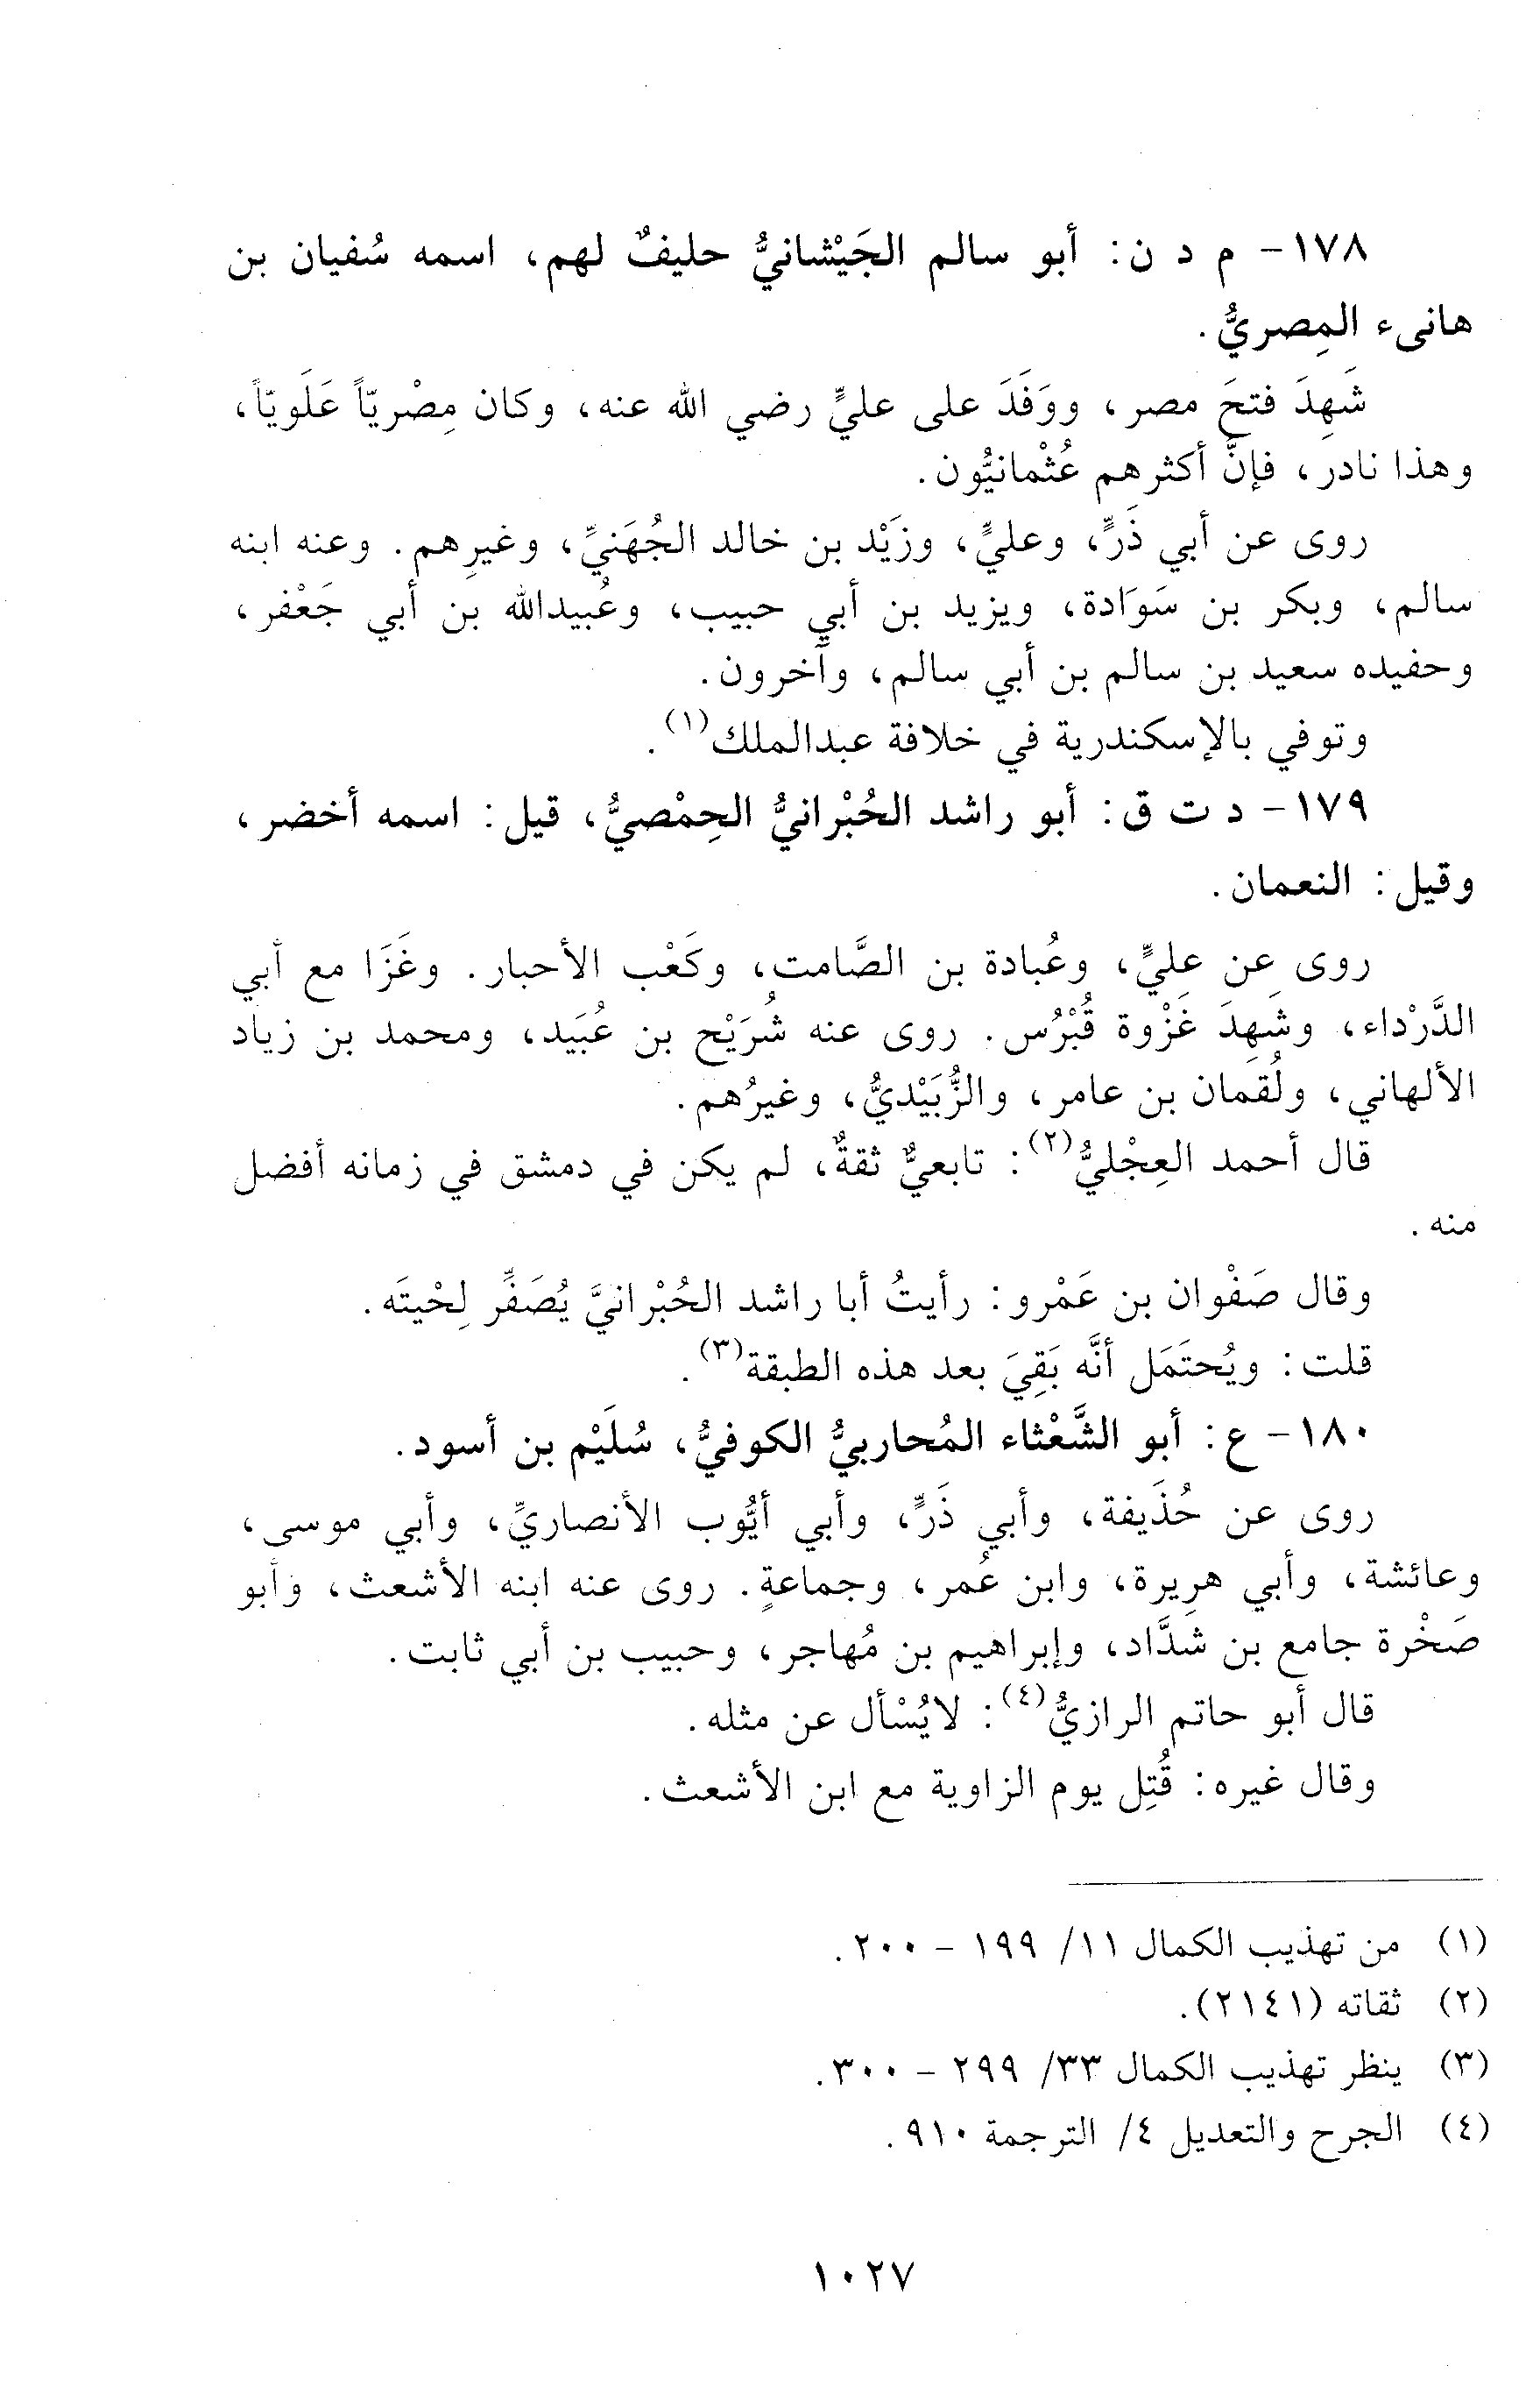 ١٧٨- م د ن: أبو سالم الجَيْشانيُّ حليفٌ لهم، اسمه سُفيان بن
هانىء المِصريُّ.
شَهِدَ فتحَ مصر، ووَفَدَ على عليٍّ رضي الله عنه، وكان مِصْريّاً عَلَويّاً،
وهذا نادر، فإنَّ أكثرهم عُثْمانيُّون.
روى عن أبي ذَرٍّ، وعليٍّ، وزَيْد بن خالد الجُهَنيِّ، وغيرِهم. وعنه ابنه
سالم، وبكر بن سَوَادة، ويزيد بن أبي حبيب، وعُبيدالله بن أبي جَعْفر،
وحفيده سعيد بن سالم بن أبي سالم، وآخرون.
وتوفي بالإسكندرية في خلافة عبدالملك(١).
١٧٩- د ت ق: أبو راشد الحُبْرانيُّ الحِمْصيُّ، قيل: اسمه أخضر،
وقيل: النعمان.
روى عن عليٍّ، وعُبادة بن الصَّامت، وكَعْب الأحبار. وغَزَا مع أبي
الدَّرْداء، وشَهِدَ غَزْوة قُبْرُس. روى عنه شُرَيْح بن عُبَيد، ومحمد بن زياد
الألهاني، ولُقمان بن عامر، والزُّبَيْديُّ، وغيرُهم.
قال أحمد العِجْليُّ(٢): تابعيٌّ ثقةٌ، لم يكن في دمشق في زمانه أفضل
منه.
وقال صَفْوان بن عَمْرو: رأيتُ أبا راشد الحُبْرانيَّ يُصَفِّر لِحْيتَه.
قلت: ويُحتَمَل أنَّه بَقِيَ بعد هذه الطبقة(٣).
١٨٠- ع: أبو الشَّعْثاء المُحاربيُّ الكوفيُّ، سُلَيْم بن أسود.
روى عن حُذَيفة، وأبي ذَرٍّ، وأبي أيُّوب الأنصاريِّ، وأبي موسى،
وعائشة، وأبي هريرة، وابن عُمر، وجماعةٍ. روى عنه ابنه الأشعث، وأبو
صَخْرة جامع بن شَدَّاد، وإبراهيم بن مُهاجر، وحبيب بن أبي ثابت.
قال أبو حاتم الرازيُّ(٤): لايُسْأل عن مثله.
وقال غيره: قُتِل يوم الزاوية مع ابن الأشعث.
(١) من تهذيب الكمال ١١/ ١٩٩ - ٢٠٠.
(٢) ثقاته (٢١٤١).
(٣) ينظر تهذيب الكمال ٣٣/ ٢٩٩ - ٣٠٠.
(٤) الجرح والتعديل ٤/ الترجمة ٩١٠.
١٠٢٧